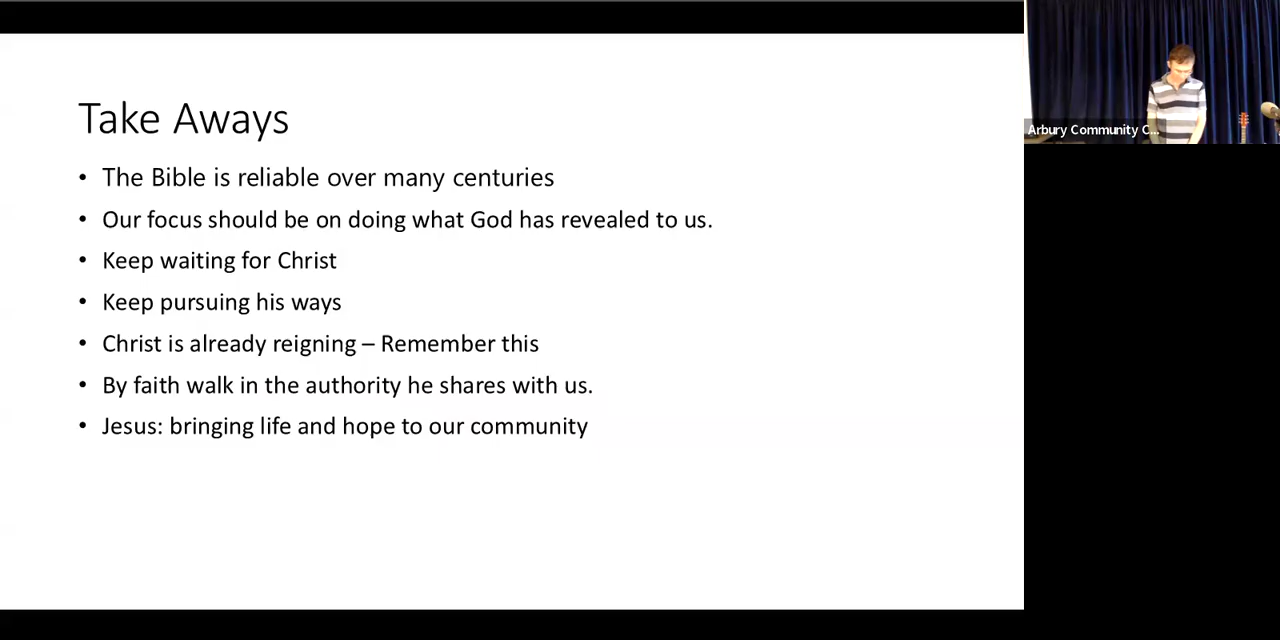 Take Aways
• The Bible is reliable over many centuries
• Our focus should be on doing what God has revealed to us.
• Keep waiting for Christ
• Keep pursuing his ways
• Christ is already reigning – Remember this
• By faith walk in the authority he shares with us.
• Jesus: bringing life and hope to our community
Arbury Community C...